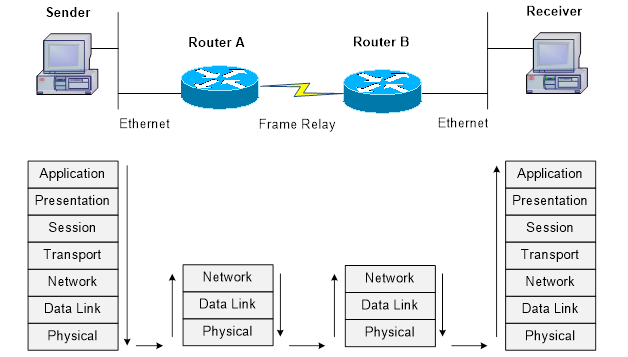 Sender
Receiver
Router A
Router B
Ethernet
Frame Relay
Ethernet
Application
Presentation
Session
Transport
Network
Data Link
Physical
Network
Data Link
Physical
Network
Data Link
Physical
Application
Presentation
Session
Transport
Network
Data Link
Physical